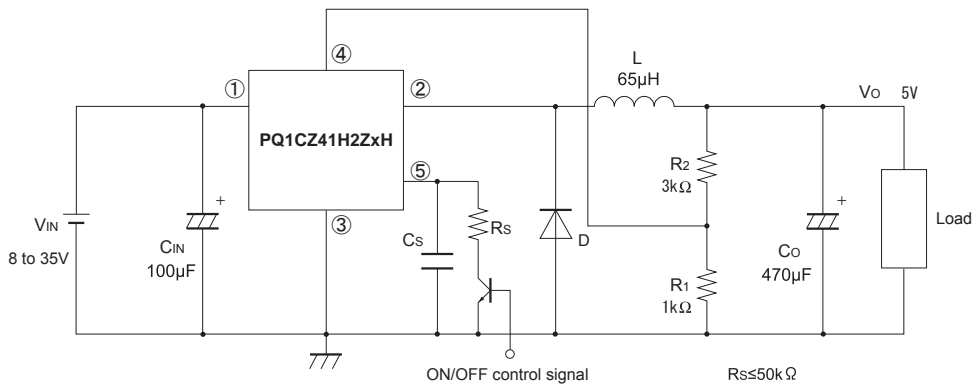 ④
L
65μH
①
②
VO 5V
PQ1CZ41H2ZxH
R2
3kΩ
⑤
+
+
VIN
8 to 35V
CIN
100μF
③
CS
RS
D
CO
470μF
Load
R1
1kΩ
ON/OFF control signal
RS≤50kΩ